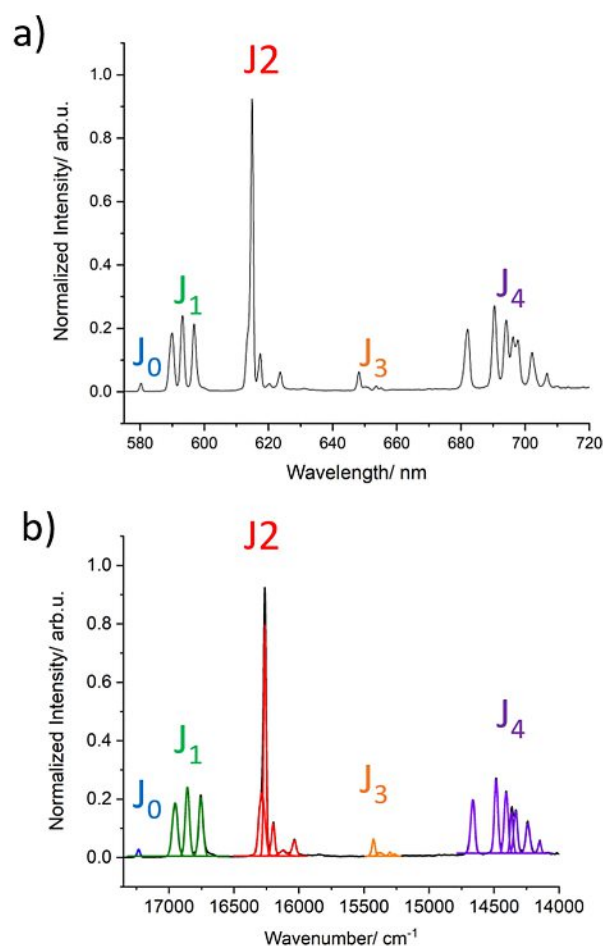 a)
J2
1.0
0.8
0.6
0.4
0.2
0.0
Normalized Intensity/ arb.u.
J₀
J₁
J₃
J₄
580 600 620 640 660 680 700 720
Wavelength/ nm
b)
J2
1.0
0.8
0.6
0.4
0.2
0.0
Normalized Intensity/ arb.u.
J₀
J₁
J₃
J₄
17000 16500 16000 15500 15000 14500 14000
Wavenumber/ cm⁻¹